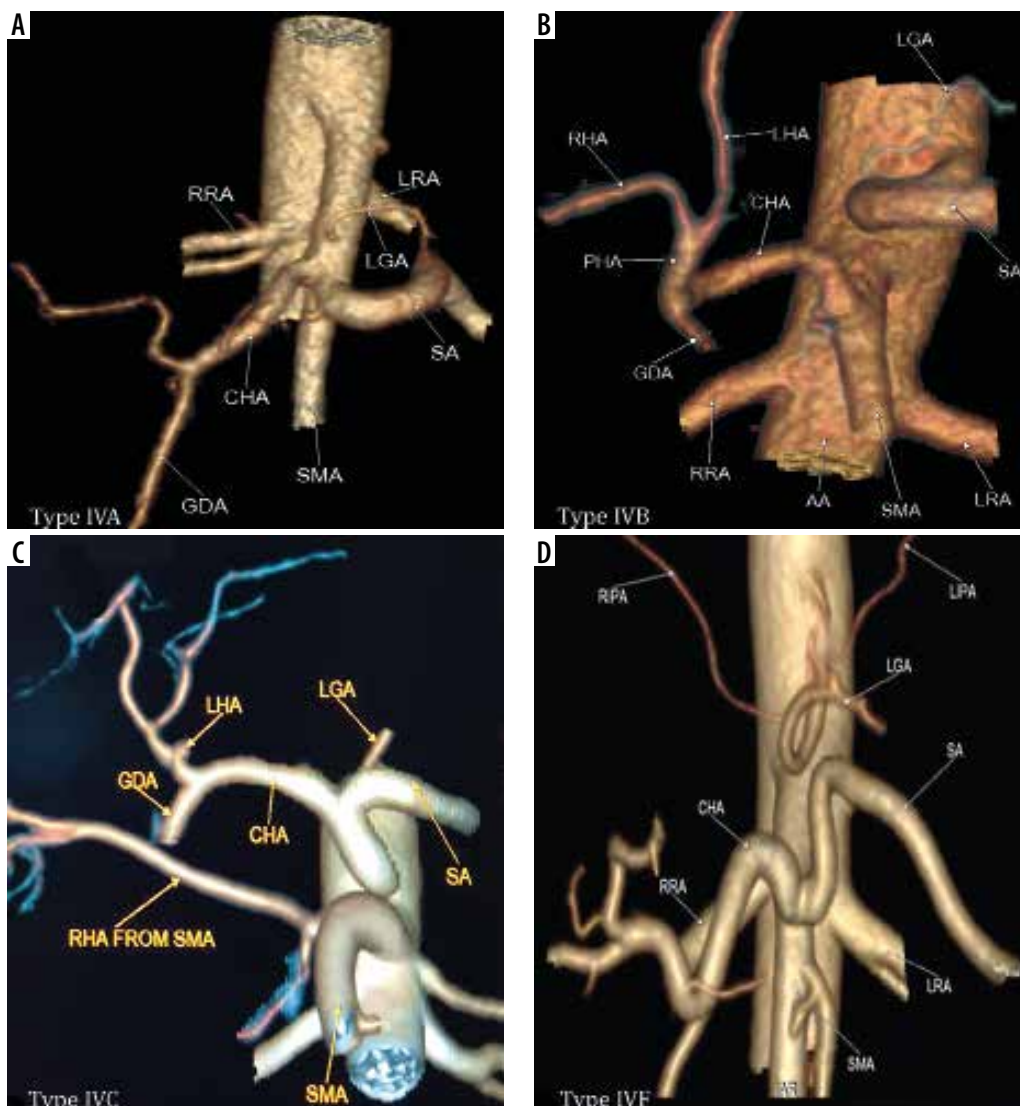 A
LRA
RRA
LGA
SA
CHA
SMA
GDA
Type IVA
B
LGA
LHA
RHA
CHA
SA
PHA
GDA
RRA
AA
SMA
LRA
Type IVB
C
LGA
LHA
GDA
CHA
SA
RHA FROM SMA
SMA
Type IVC
D
RIPA
LIPA
LGA
SA
CHA
RRA
LRA
SMA
Type IVF